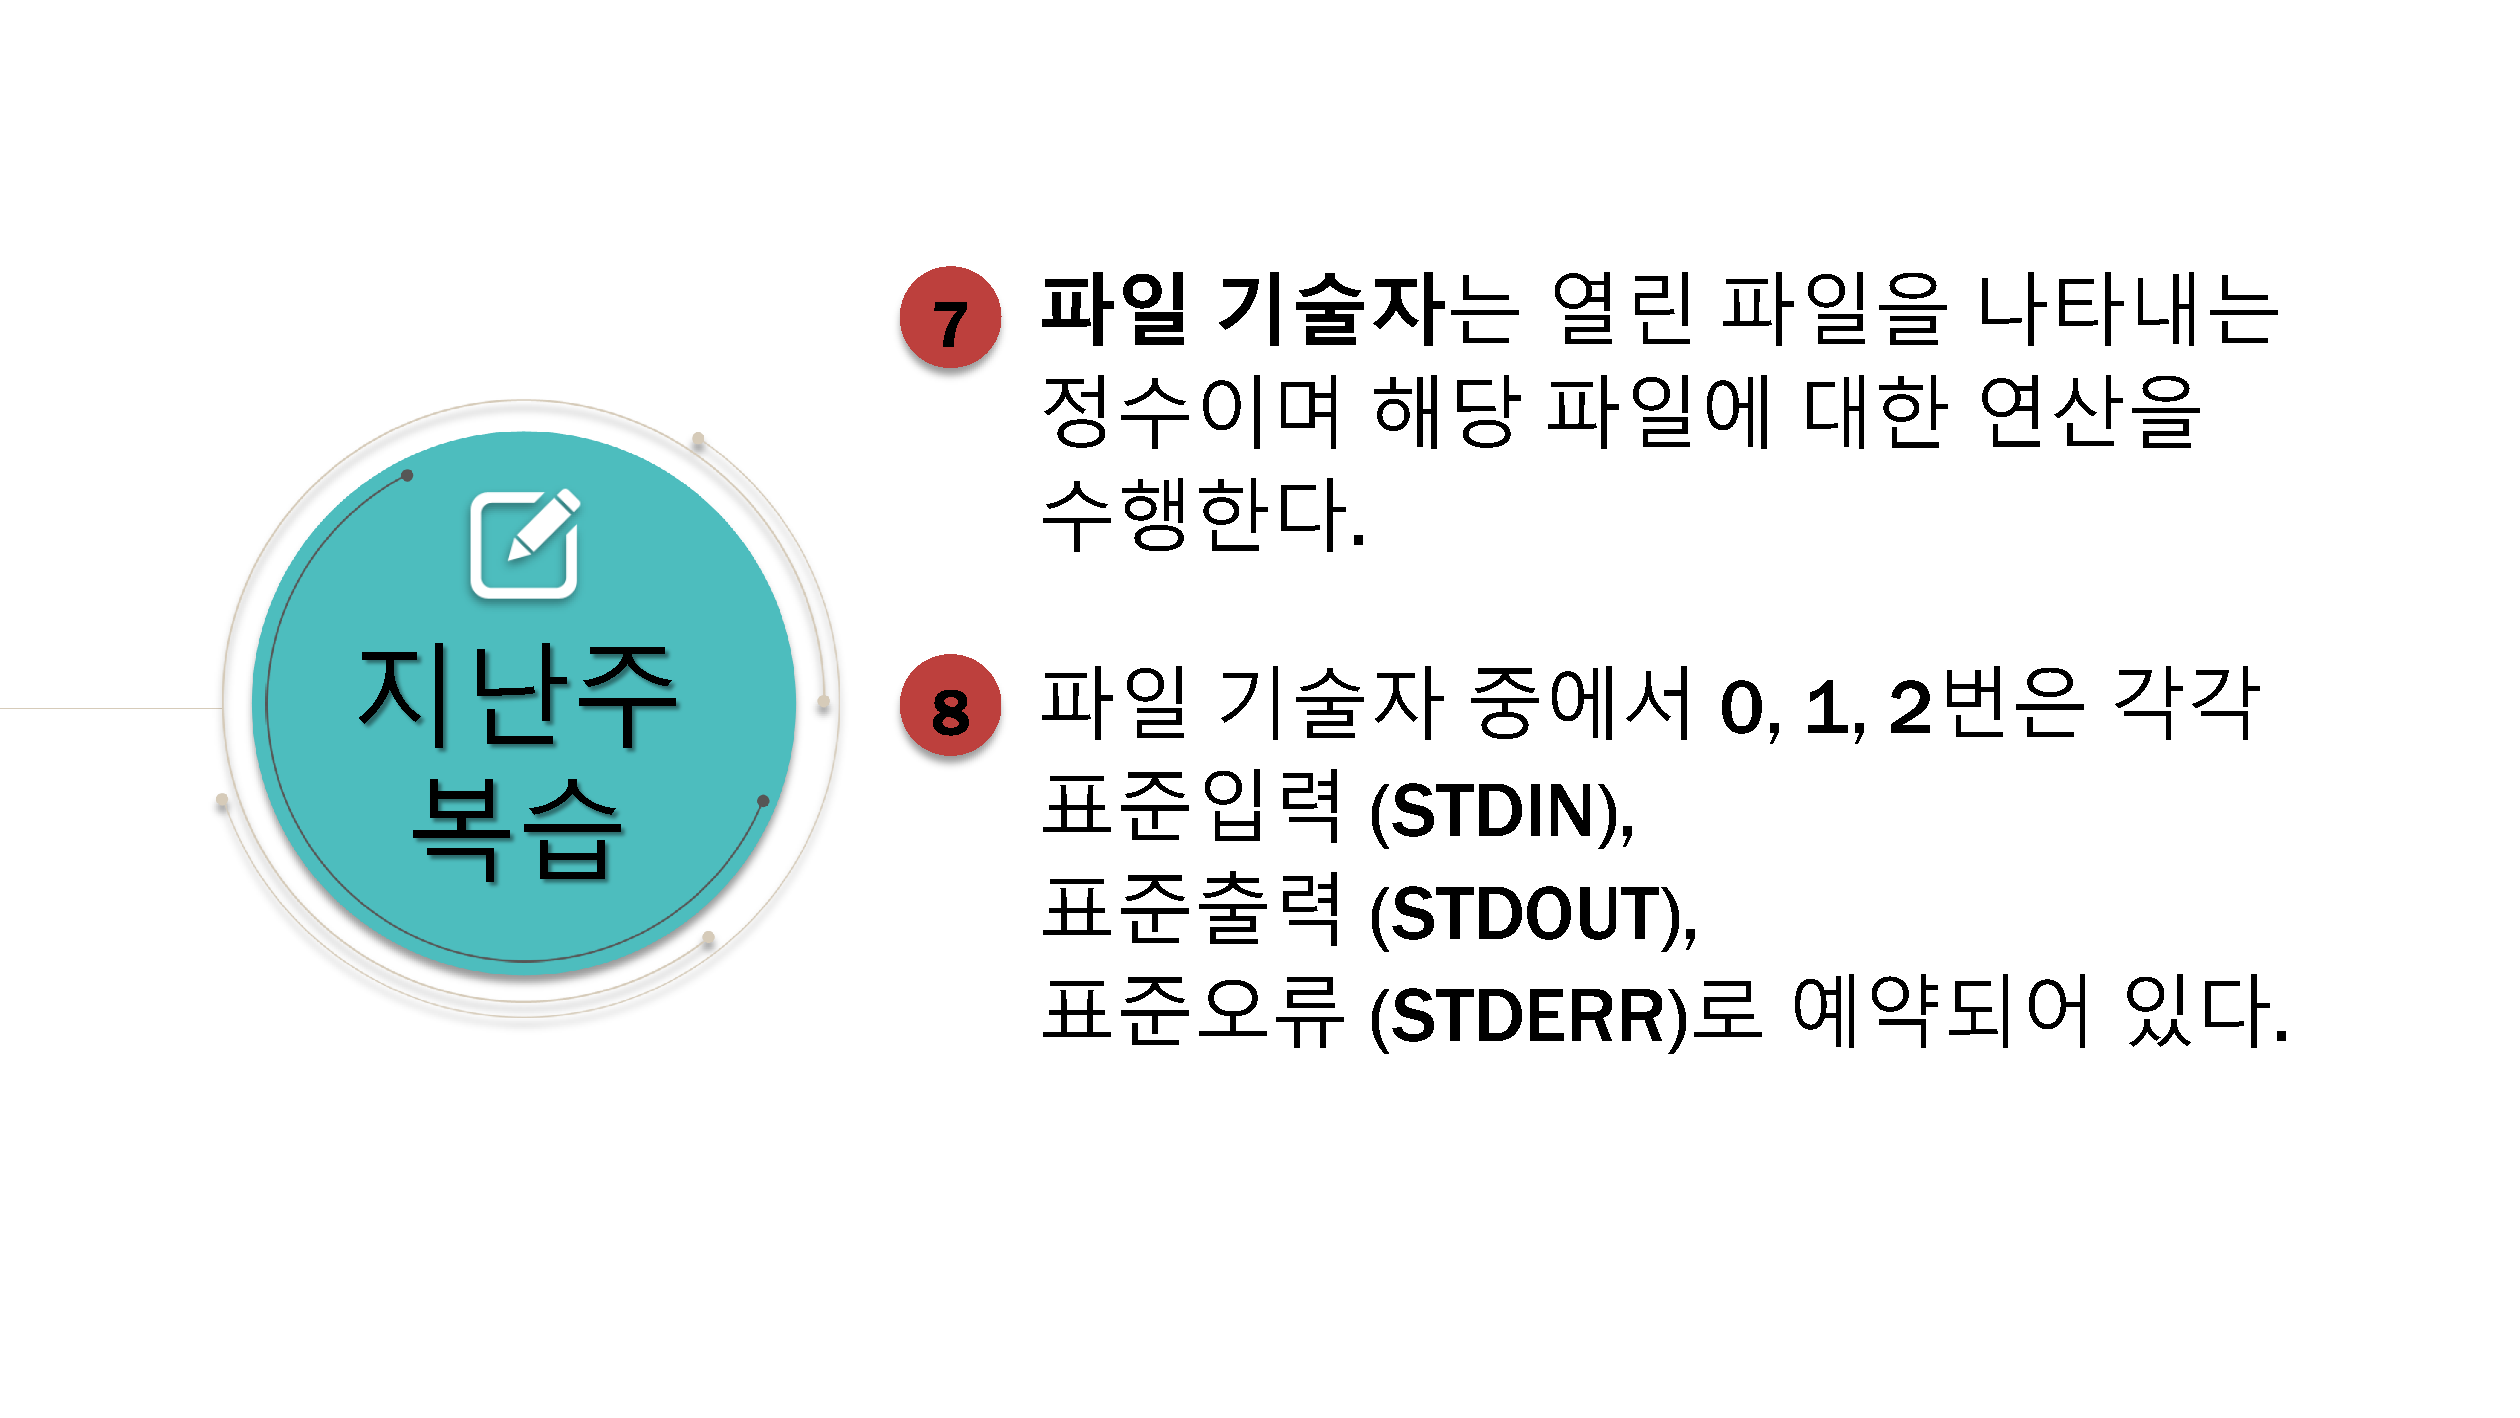 지난주
복습
7
파일 기술자는 열린 파일을 나타내는
정수이며 해당 파일에 대한 연산을
수행한다.
8
파일 기술자 중에서 0, 1, 2번은 각각
표준입력 (STDIN),
표준출력 (STDOUT),
표준오류 (STDERR)로 예약되어 있다.